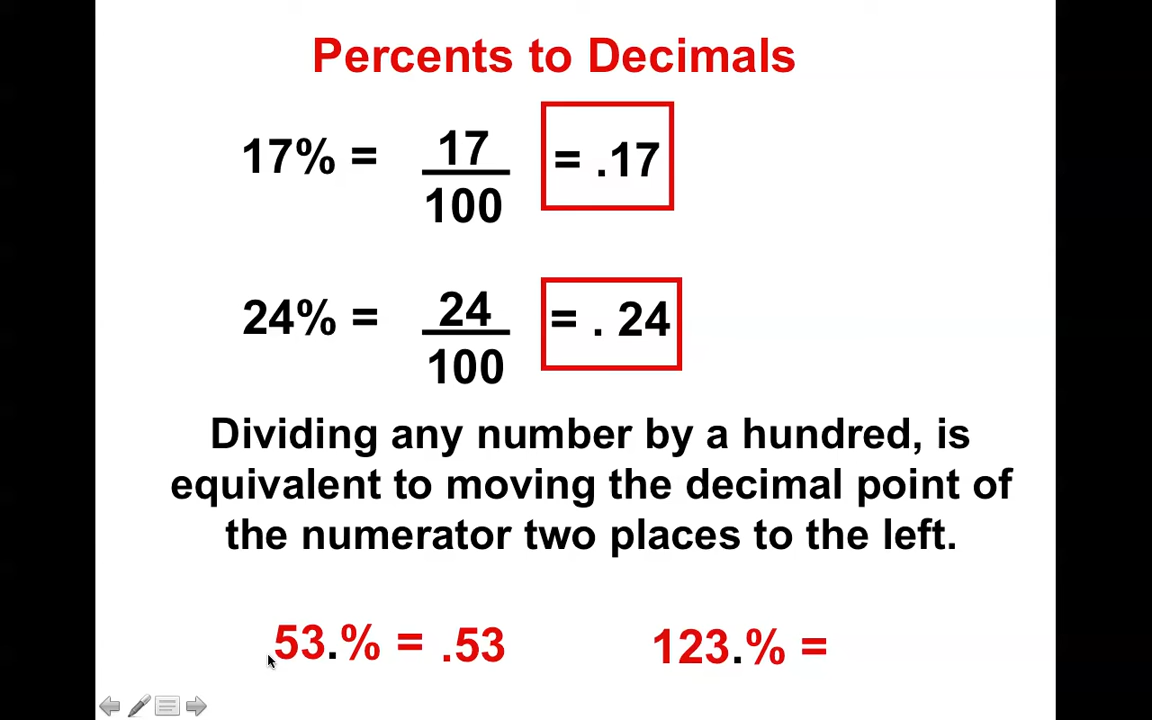 Percents to Decimals
17% = 17/100 = .17
24% = 24/100 = . 24
Dividing any number by a hundred, is
equivalent to moving the decimal point of
the numerator two places to the left.
53.% = .53 123.% =